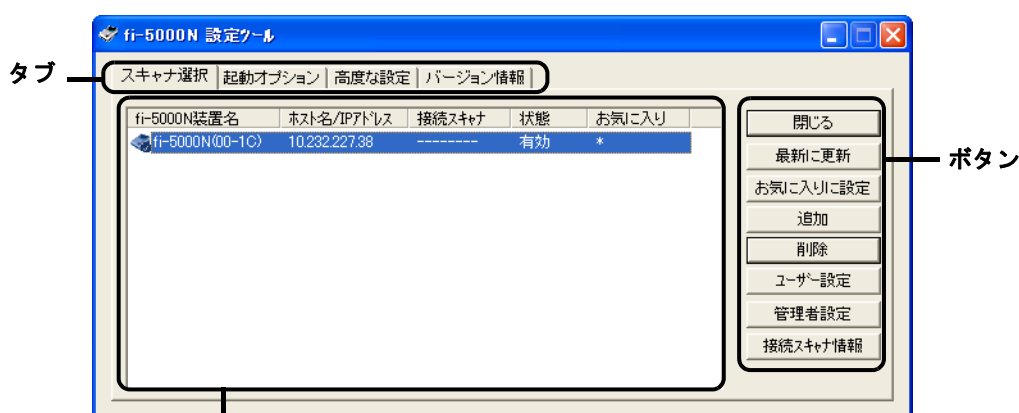 fi-5000N 設定ツール
タブ
スキャナ選択 起動オプション 高度な設定 バージョン情報
fi-5000N装置名 ホスト名/IPアドレス 接続スキャナ 状態 お気に入り
fi-5000N(00-1C) 10.232.227.38 -------- 有効 *
閉じる
最新に更新
ボタン
お気に入りに設定
追加
削除
ユーザー設定
管理者設定
接続スキャナ情報